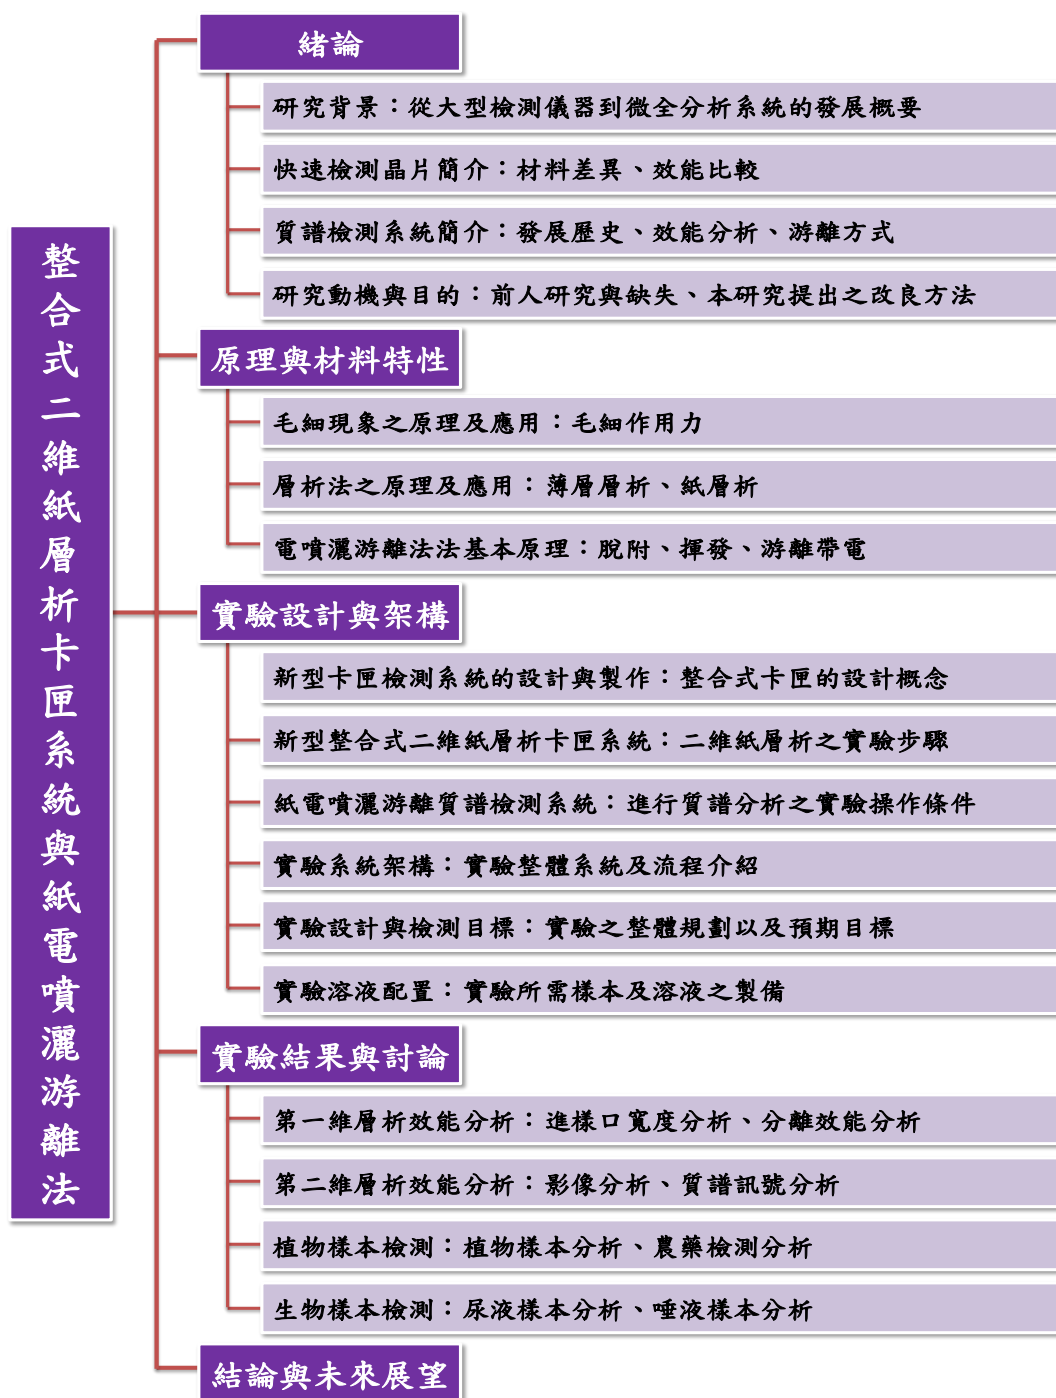 整合式二維紙層析卡匣系統與紙電噴灑游離法
緒論
研究背景：從大型檢測儀器到微全分析系統的發展概要
快速檢測晶片簡介：材料差異、效能比較
質譜檢測系統簡介：發展歷史、效能分析、游離方式
研究動機與目的：前人研究與缺失、本研究提出之改良方法
原理與材料特性
毛細現象之原理及應用：毛細作用力
層析法之原理及應用：薄層層析、紙層析
電噴灑游離法法基本原理：脫附、揮發、游離帶電
實驗設計與架構
新型卡匣檢測系統的設計與製作：整合式卡匣的設計概念
新型整合式二維紙層析卡匣系統：二維紙層析之實驗步驟
紙電噴灑游離質譜檢測系統：進行質譜分析之實驗操作條件
實驗系統架構：實驗整體系統及流程介紹
實驗設計與檢測目標：實驗之整體規劃以及預期目標
實驗溶液配置：實驗所需樣本及溶液之製備
實驗結果與討論
第一維層析效能分析：進樣口寬度分析、分離效能分析
第二維層析效能分析：影像分析、質譜訊號分析
植物樣本檢測：植物樣本分析、農藥檢測分析
生物樣本檢測：尿液樣本分析、唾液樣本分析
結論與未來展望